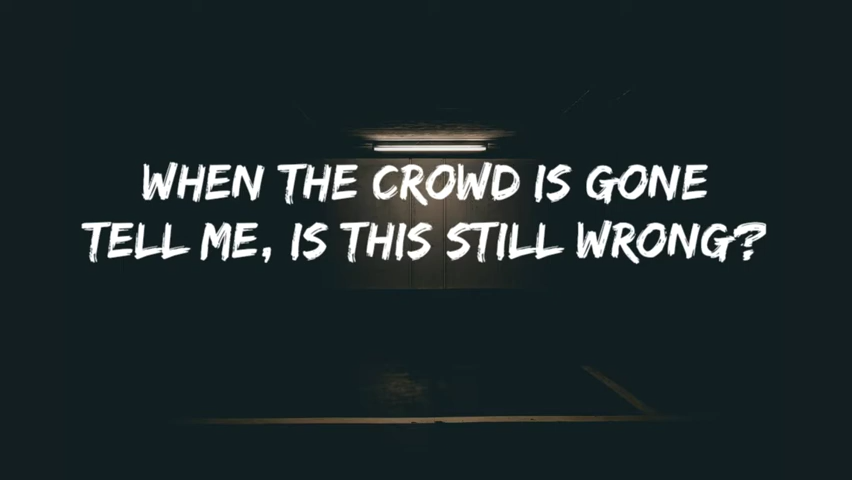 WHEN THE CROWD IS GONE
TELL ME, IS THIS STILL WRONG?